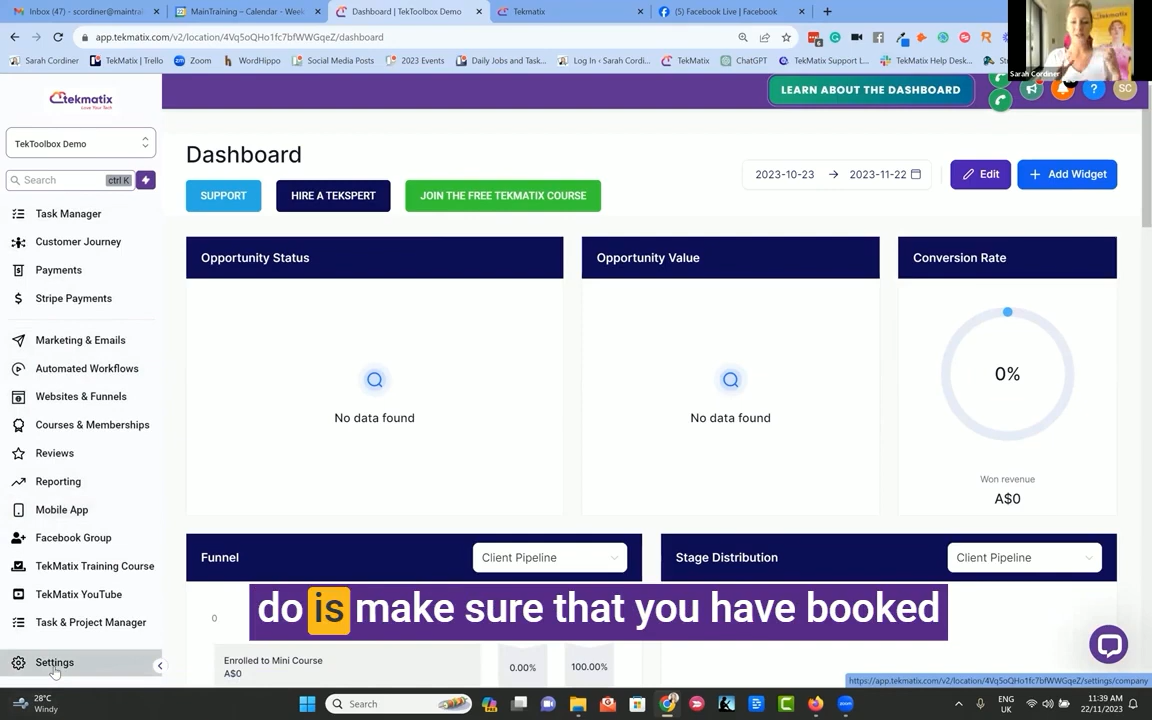 Inbox (47) - scordiner@maintrai
MainTraining – Calendar - Week
Dashboard | TekToolbox Demo
Tekmatix
(5) Facebook Live | Facebook
app.tekmatix.com/v2/location/4Vq5oQHo1fc7bfWWGqeZ/dashboard
Sarah Cordiner
TekMatix | Trello
Zoom
WordHippo
Social Media Posts
2023 Events
Daily Jobs and Task...
Log In ‹ Sarah Cordi...
TekMatix
ChatGPT
TekMatix Support L...
TekMatix Help Desk...
Sarah Cordiner
tekmatix
Love Your Tech
LEARN ABOUT THE DASHBOARD
SC
TekToolbox Demo
Search
ctrl K
Task Manager
Customer Journey
Payments
Stripe Payments
Marketing & Emails
Automated Workflows
Websites & Funnels
Courses & Memberships
Reviews
Reporting
Mobile App
Facebook Group
TekMatix Training Course
TekMatix YouTube
Task & Project Manager
Settings
Dashboard
2023-10-23 → 2023-11-22
Edit
+ Add Widget
SUPPORT
HIRE A TEKSPERT
JOIN THE FREE TEKMATIX COURSE
Opportunity Status
No data found
Opportunity Value
No data found
Conversion Rate
0%
Won revenue
A$0
Funnel
Client Pipeline
Stage Distribution
Client Pipeline
0
do is make sure that you have booked
Enrolled to Mini Course
A$0
0.00%
100.00%
https://app.tekmatix.com/v2/location/4Vq5oQHo1fc7bfWWGqeZ/settings/company
28°C
Windy
Search
ENG
UK
11:39 AM
22/11/2023